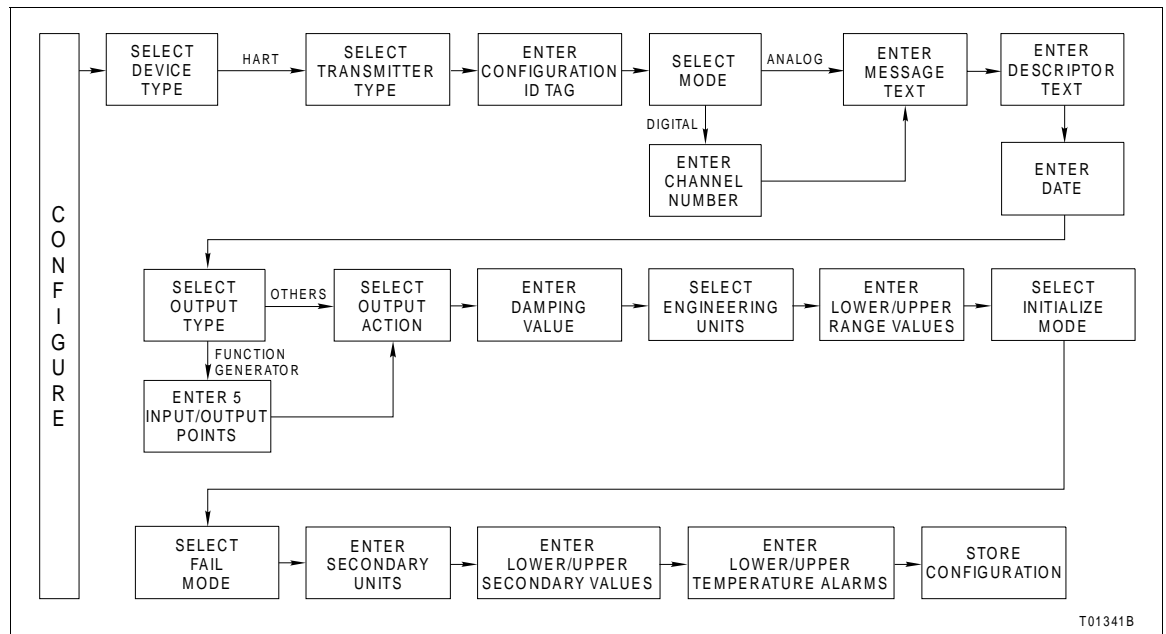 CONFIGURE
SELECT
DEVICE
TYPE
HART
SELECT
TRANSMITTER
TYPE
ENTER
CONFIGURATION
ID TAG
SELECT
MODE
ANALOG
DIGITAL
ENTER
CHANNEL
NUMBER
ENTER
MESSAGE
TEXT
ENTER
DESCRIPTOR
TEXT
ENTER
DATE
SELECT
OUTPUT
TYPE
OTHERS
FUNCTION
GENERATOR
ENTER 5
INPUT/OUTPUT
POINTS
SELECT
OUTPUT
ACTION
ENTER
DAMPING
VALUE
SELECT
ENGINEERING
UNITS
ENTER
LOWER/UPPER
RANGE VALUES
SELECT
INITIALIZE
MODE
SELECT
FAIL
MODE
ENTER
SECONDARY
UNITS
ENTER
LOWER/UPPER
SECONDARY VALUES
ENTER
LOWER/UPPER
TEMPERATURE ALARMS
STORE
CONFIGURATION
T01341B